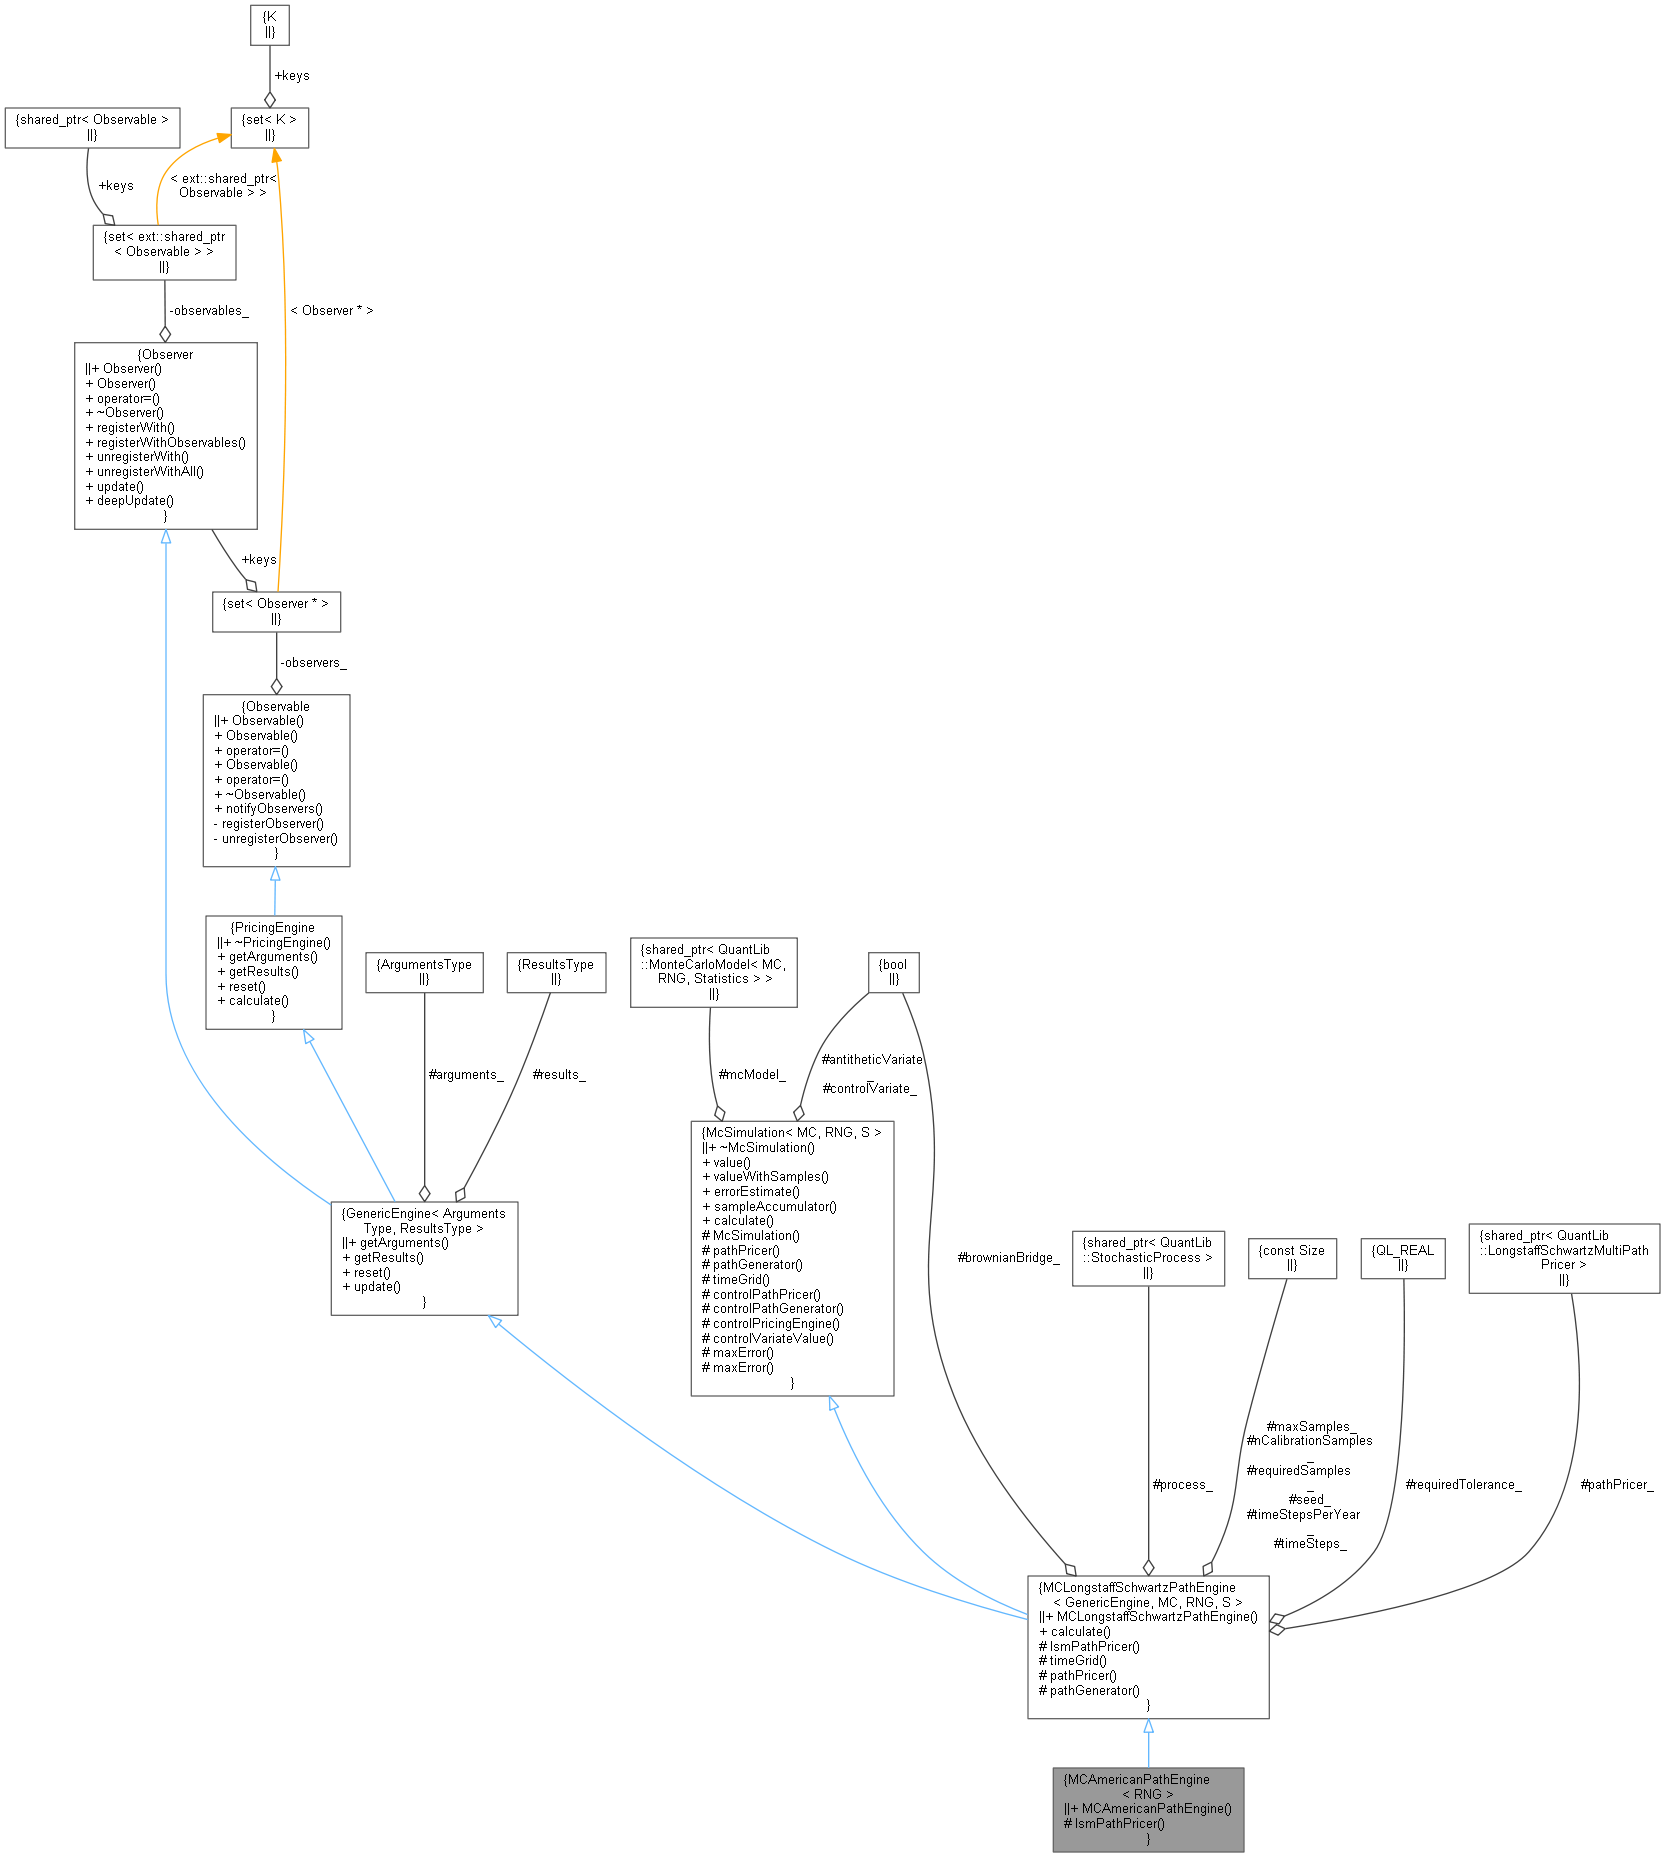 {K
||}
+keys
{shared_ptr< Observable >
||}
{set< K >
||}
+keys
< ext::shared_ptr<
Observable > >
{set< ext::shared_ptr
< Observable > >
||}
-observables_
< Observer * >
{Observer
||+ Observer()
+ Observer()
+ operator=()
+ ~Observer()
+ registerWith()
+ registerWithObservables()
+ unregisterWith()
+ unregisterWithAll()
+ update()
+ deepUpdate()
}
+keys
{set< Observer * >
||}
-observers_
{Observable
||+ Observable()
+ Observable()
+ operator=()
+ Observable()
+ operator=()
+ ~Observable()
+ notifyObservers()
- registerObserver()
- unregisterObserver()
}
{PricingEngine
||+ ~PricingEngine()
+ getArguments()
+ getResults()
+ reset()
+ calculate()
}
{ArgumentsType
||}
{ResultsType
||}
{shared_ptr< QuantLib
::MonteCarloModel< MC,
RNG, Statistics > >
||}
{bool
||}
#arguments_
#results_
#mcModel_
#antitheticVariate
_
#controlVariate_
{McSimulation< MC, RNG, S >
||+ ~McSimulation()
+ value()
+ valueWithSamples()
+ errorEstimate()
+ sampleAccumulator()
+ calculate()
# McSimulation()
# pathPricer()
# pathGenerator()
# timeGrid()
# controlPathPricer()
# controlPathGenerator()
# controlPricingEngine()
# controlVariateValue()
# maxError()
# maxError()
}
{GenericEngine< Arguments
Type, ResultsType >
||+ getArguments()
+ getResults()
+ reset()
+ update()
}
#brownianBridge_
{shared_ptr< QuantLib
::StochasticProcess >
||}
{const Size
||}
{QL_REAL
||}
{shared_ptr< QuantLib
::LongstaffSchwartzMultiPath
Pricer >
||}
#process_
#maxSamples_
#nCalibrationSamples
_
#requiredSamples
_
#seed_
#timeStepsPerYear
_
#timeSteps_
#requiredTolerance_
#pathPricer_
{MCLongstaffSchwartzPathEngine
< GenericEngine, MC, RNG, S >
||+ MCLongstaffSchwartzPathEngine()
+ calculate()
# lsmPathPricer()
# timeGrid()
# pathPricer()
# pathGenerator()
}
{MCAmericanPathEngine
< RNG >
||+ MCAmericanPathEngine()
# lsmPathPricer()
}